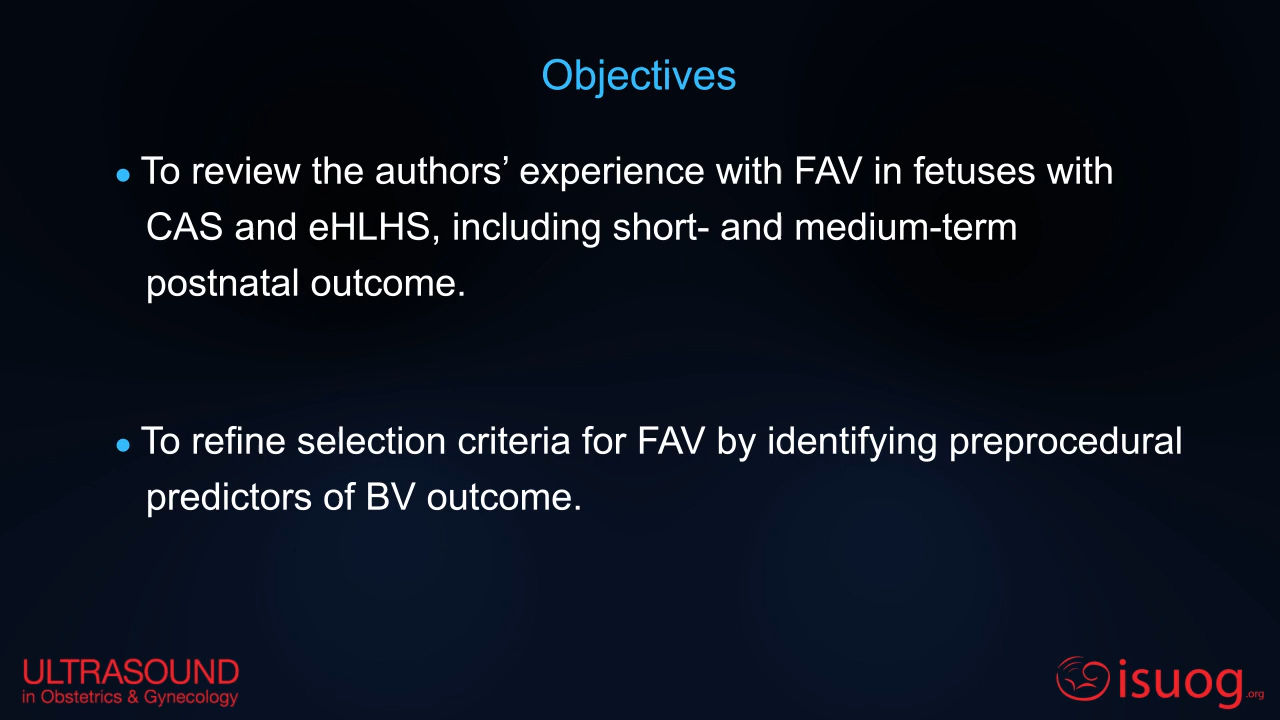 Objectives
● To review the authors’ experience with FAV in fetuses with
CAS and eHLHS, including short- and medium-term
postnatal outcome.
● To refine selection criteria for FAV by identifying preprocedural
predictors of BV outcome.
ULTRASOUND
in Obstetrics & Gynecology
isuog.org